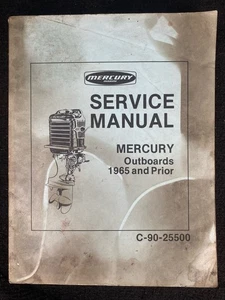 MERCURY
SERVICE
MANUAL
MERCURY
Outboards
1965 and Prior
C-90-25500